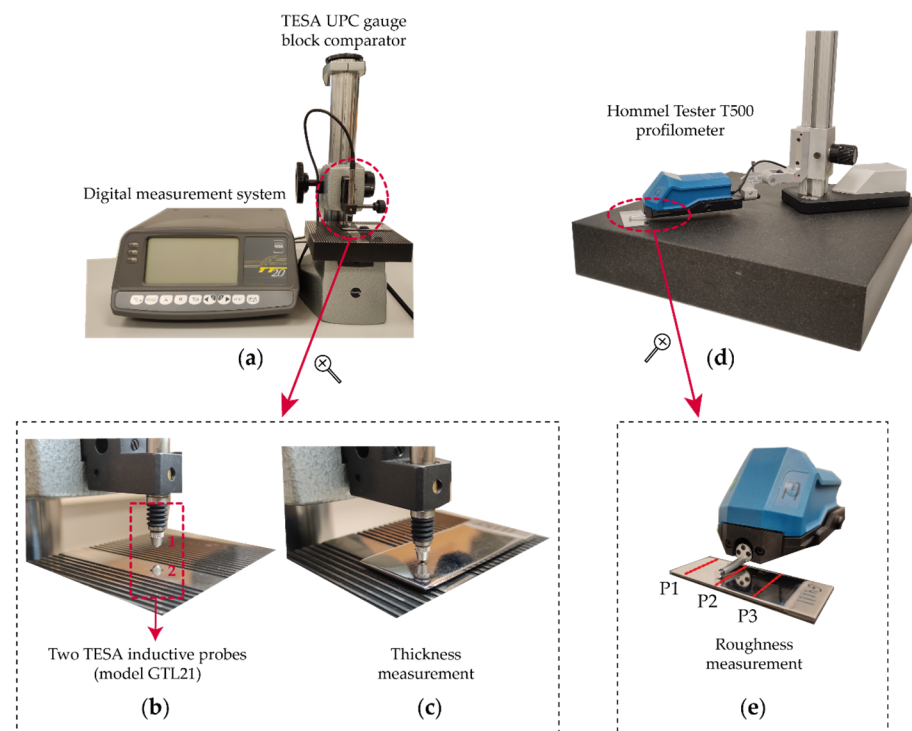 TESA UPC gauge
block comparator
Hommel Tester T500
profilometer
Digital measurement system
20
(a)
(d)
1
2
P1
P2
P3
Two TESA inductive probes
(model GTL21)
Thickness
measurement
Roughness
measurement
(b)
(c)
(e)